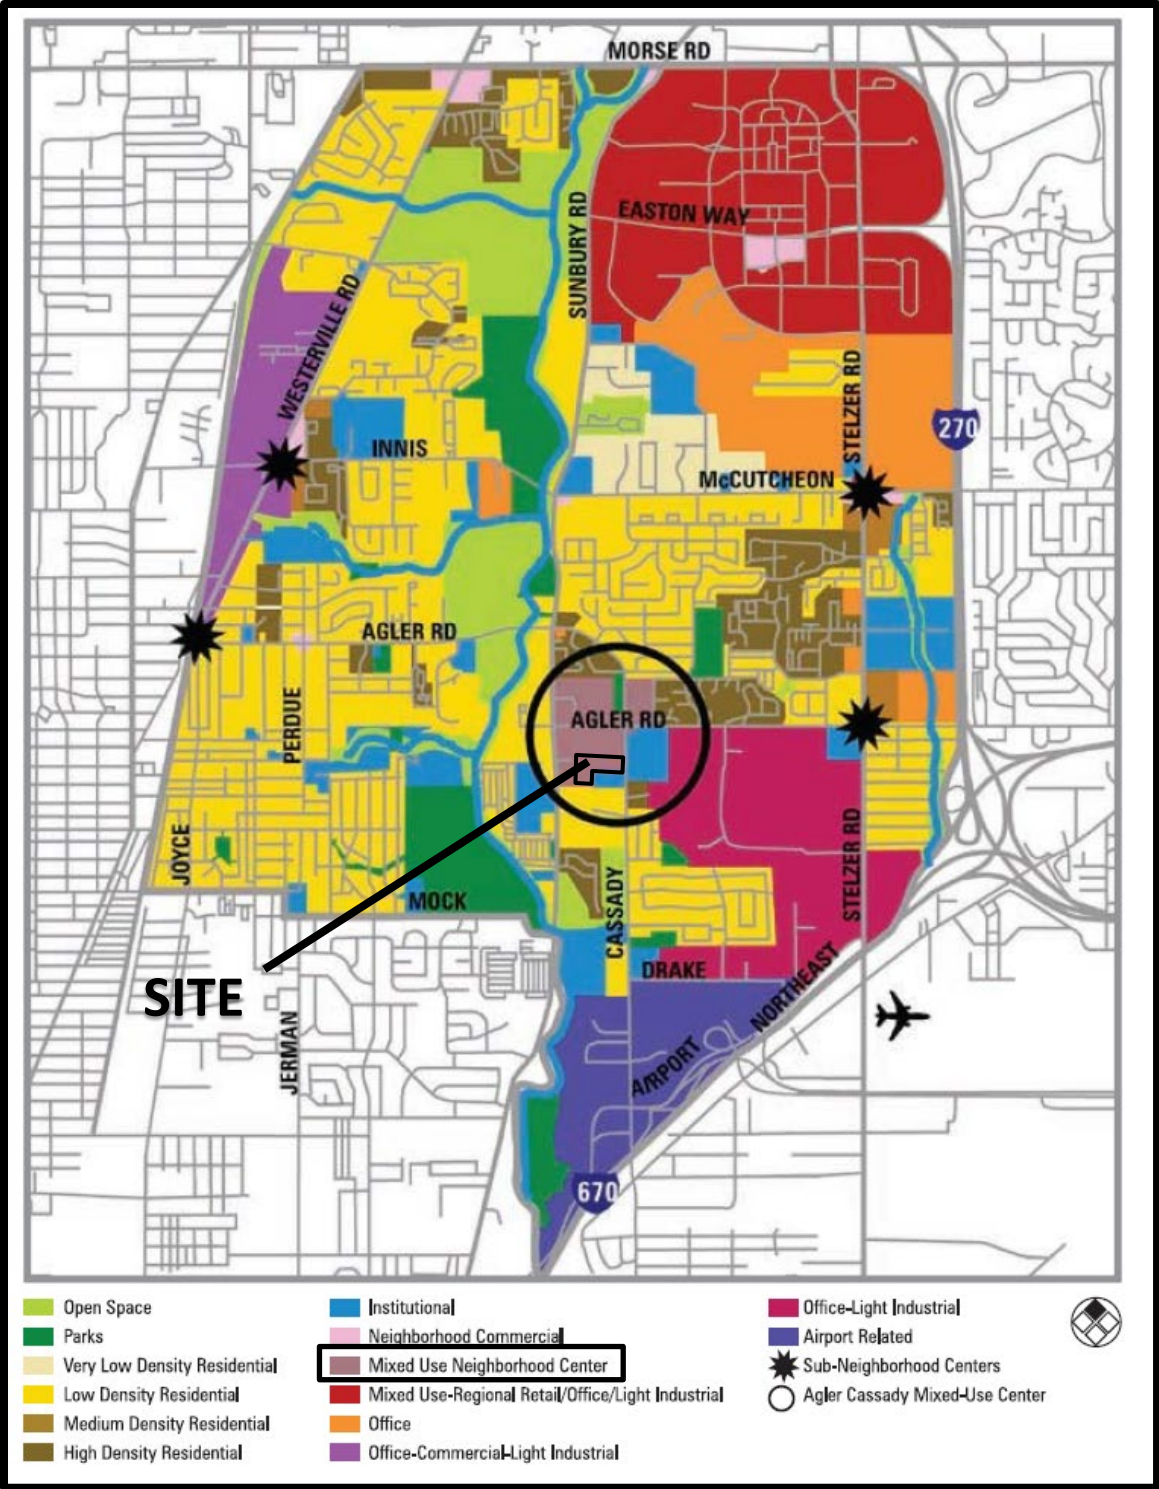 MORSE RD
SUNBURY RD
EASTON WAY
WESTERVILLE RD
STELZER RD
270
INNIS
McCUTCHEON
AGLER RD
PERDUE
AGLER RD
JOYCE
STELZER RD
MOCK
CASSADY
DRAKE
NORTHEAST
SITE
JERMAN
AIRPORT
670
Open Space
Parks
Very Low Density Residential
Low Density Residential
Medium Density Residential
High Density Residential
Institutional
Neighborhood Commercial
Mixed Use Neighborhood Center
Mixed Use-Regional Retail/Office/Light Industrial
Office
Office-Commercial-Light Industrial
Office-Light Industrial
Airport Related
Sub-Neighborhood Centers
Agler Cassady Mixed-Use Center